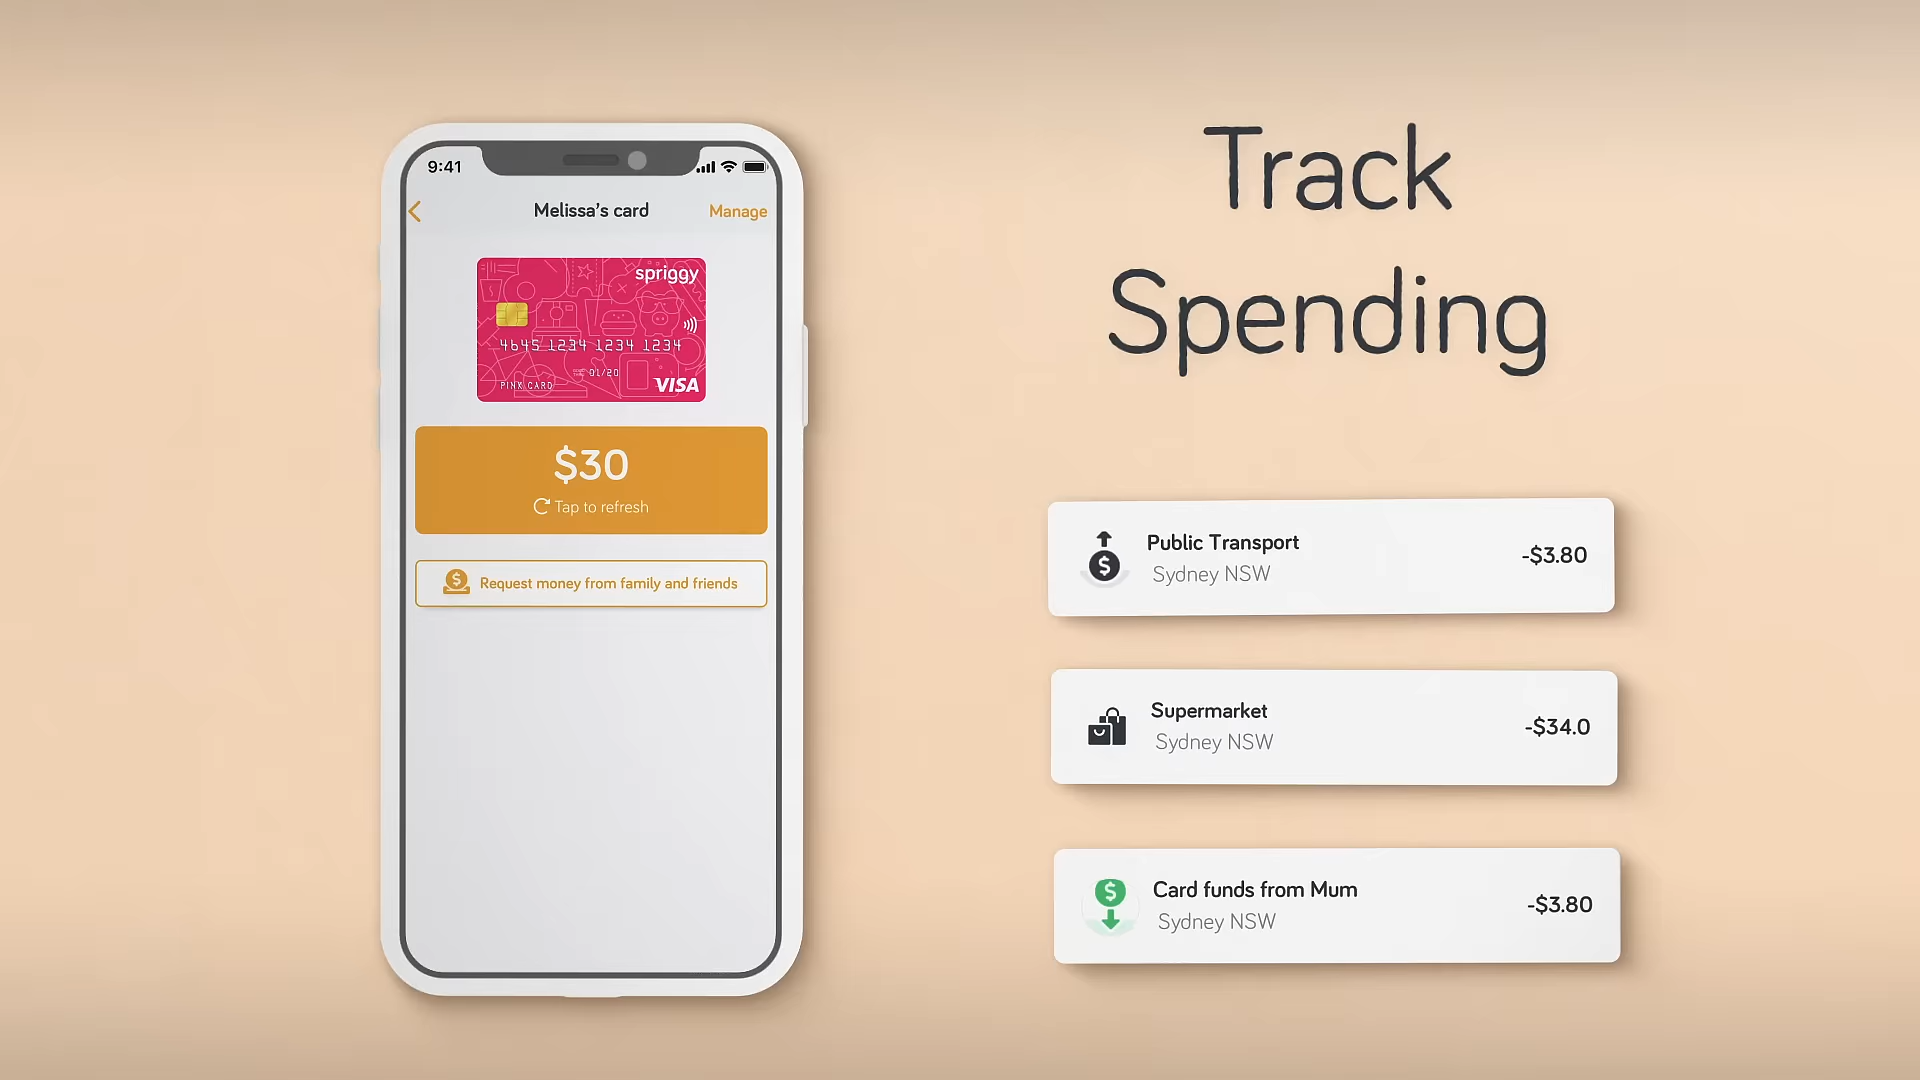 9:41
Melissa's card
Manage
spriggy
4645 1234 1234 1234
01/20
PINK CARD
VISA
$30
Tap to refresh
Request money from family and friends
Track
Spending
Public Transport
Sydney NSW
-$3.80
Supermarket
Sydney NSW
-$34.0
Card funds from Mum
Sydney NSW
-$3.80